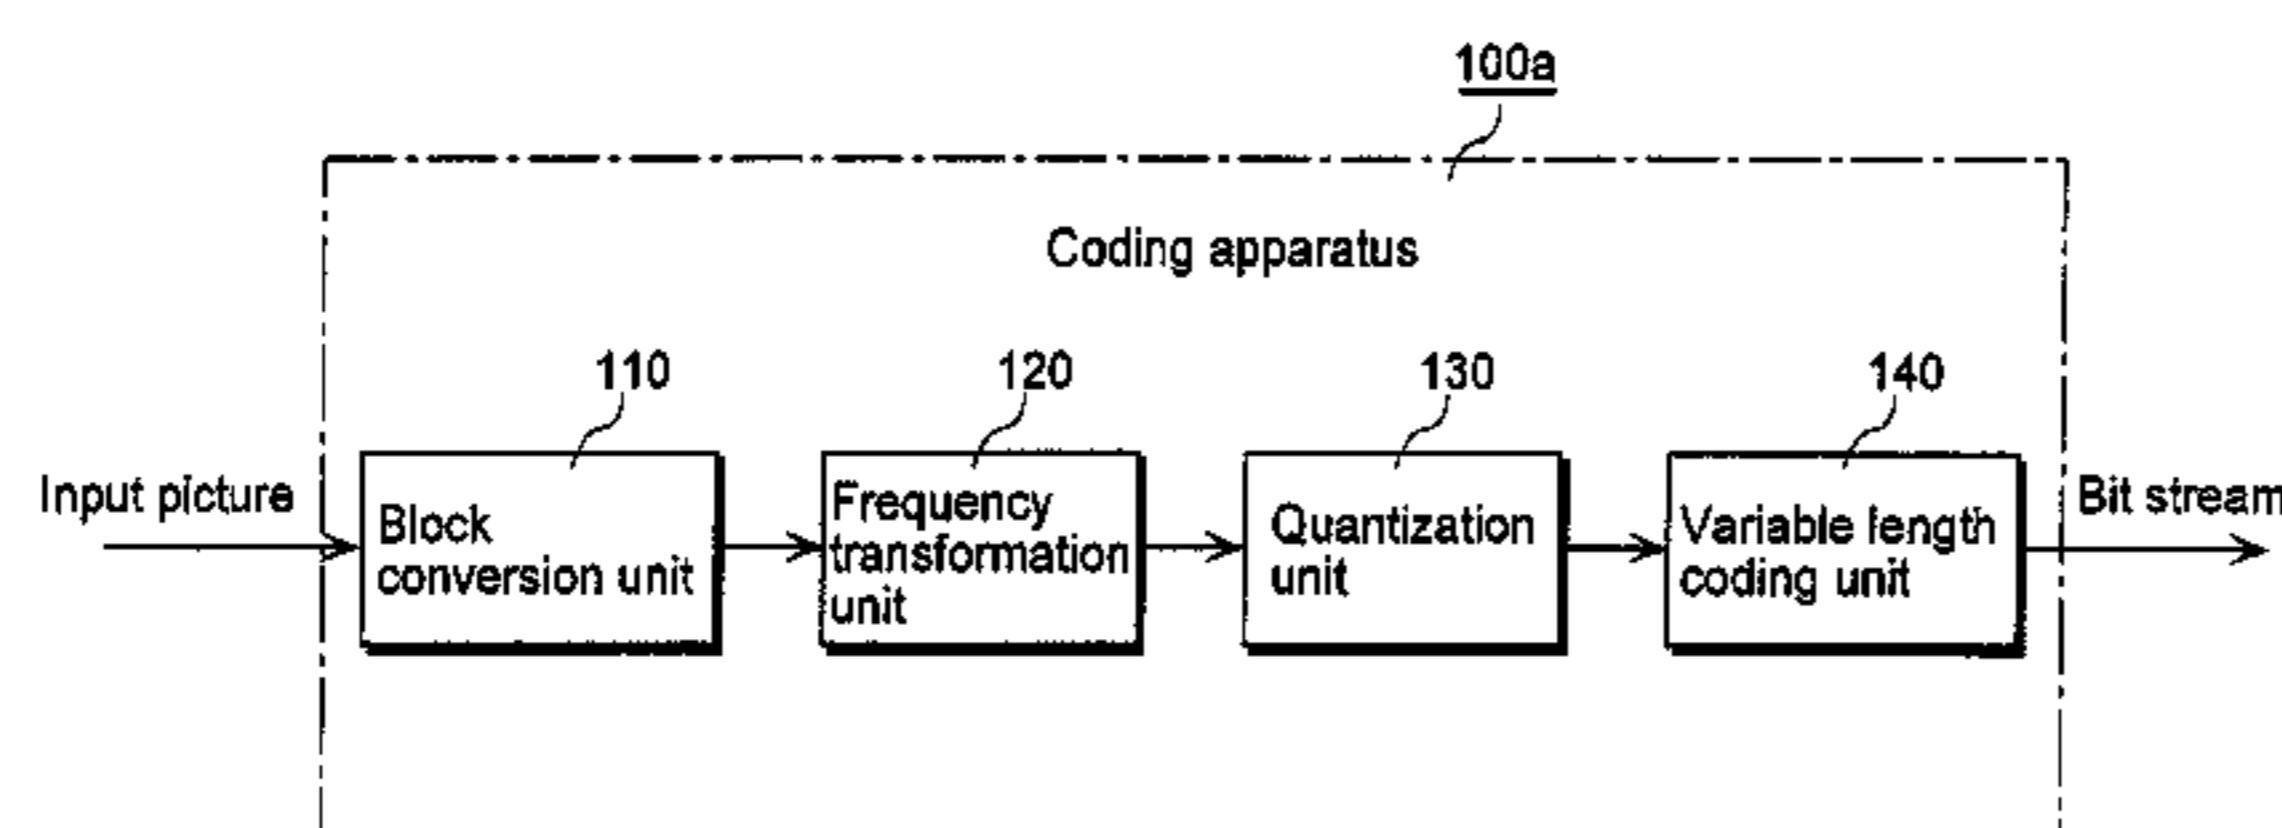 100a
Coding apparatus
110
120
130
140
Input picture
Block
conversion unit
Frequency
transformation
unit
Quantization
unit
Variable length
coding unit
Bit stream